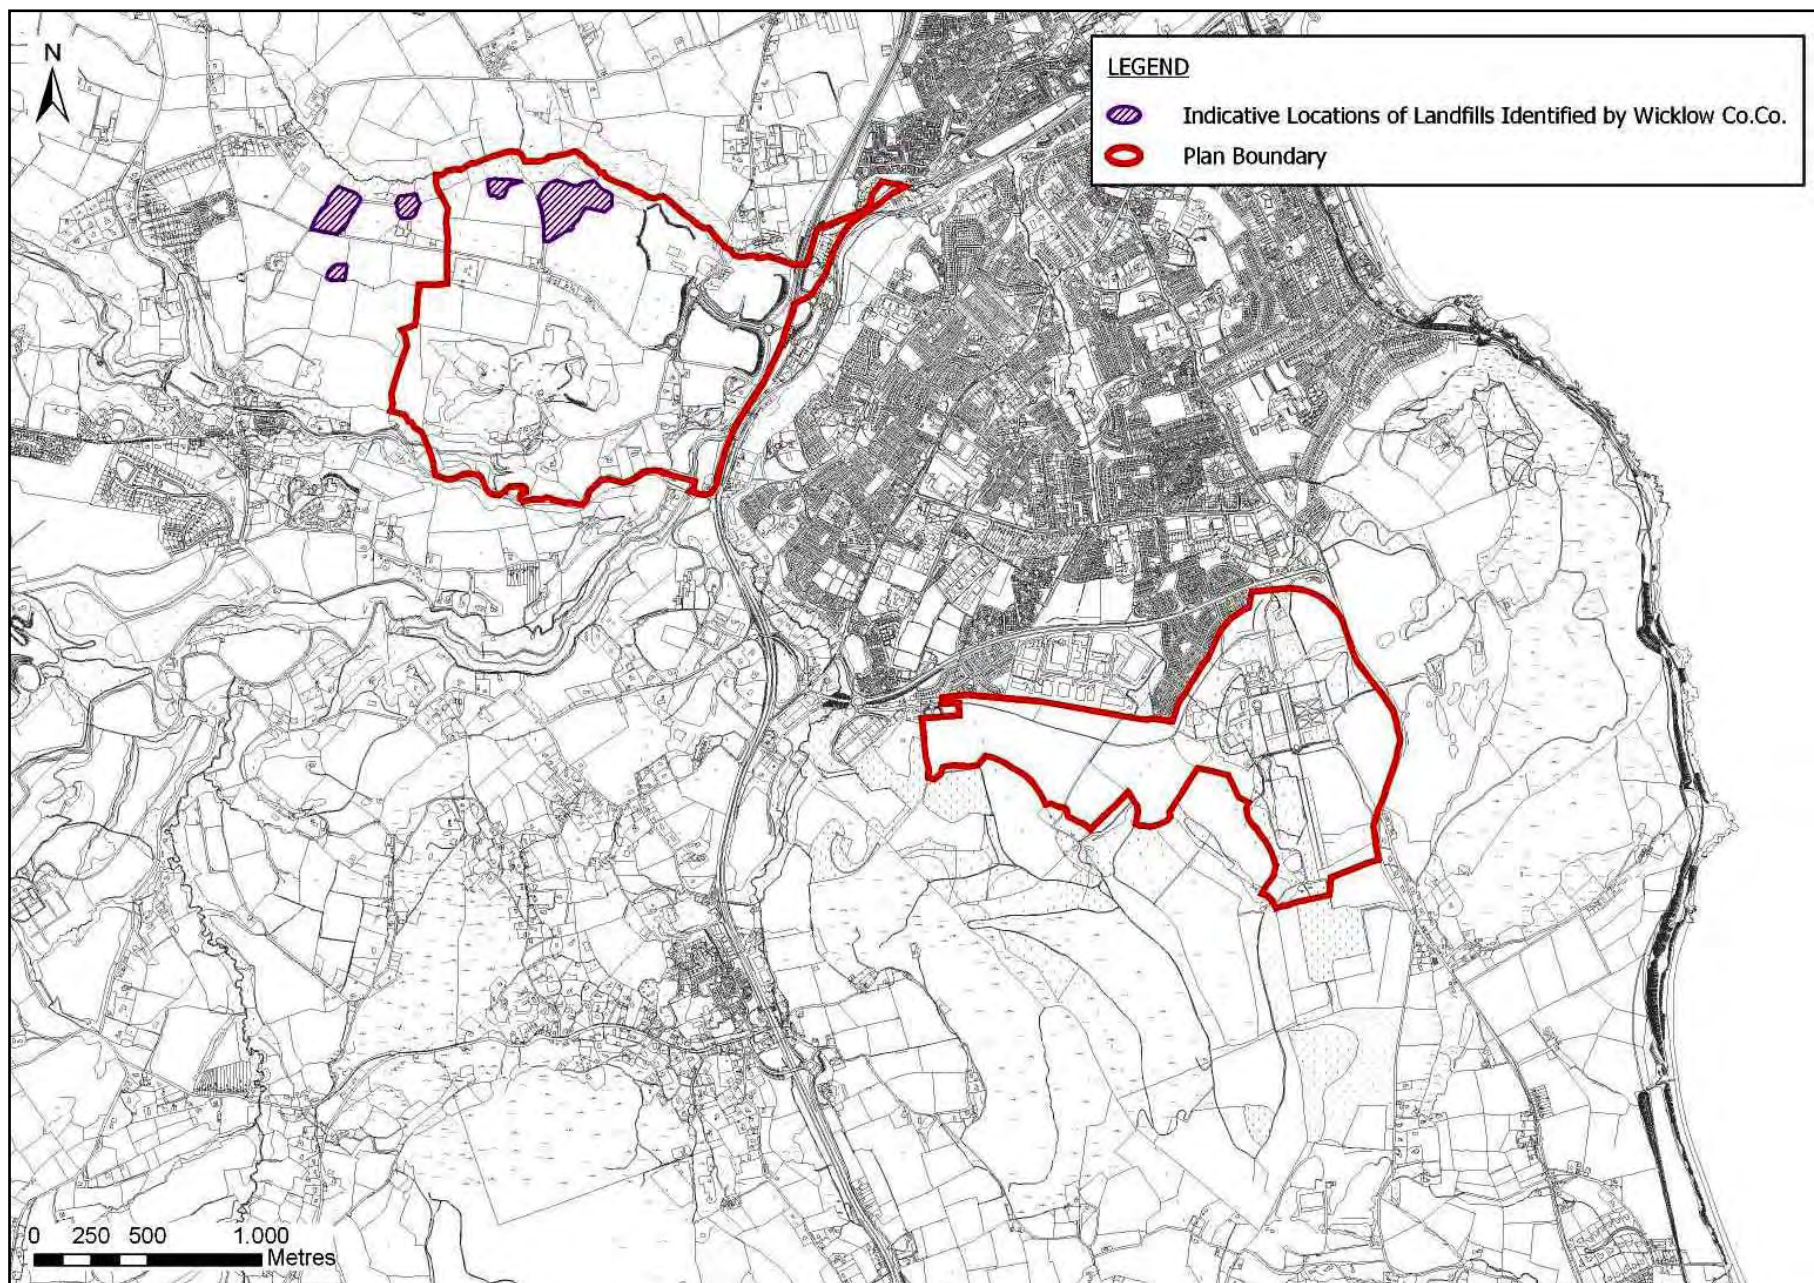 N
LEGEND
Indicative Locations of Landfills Identified by Wicklow Co.Co.
Plan Boundary
0 250 500 1.000
Metres